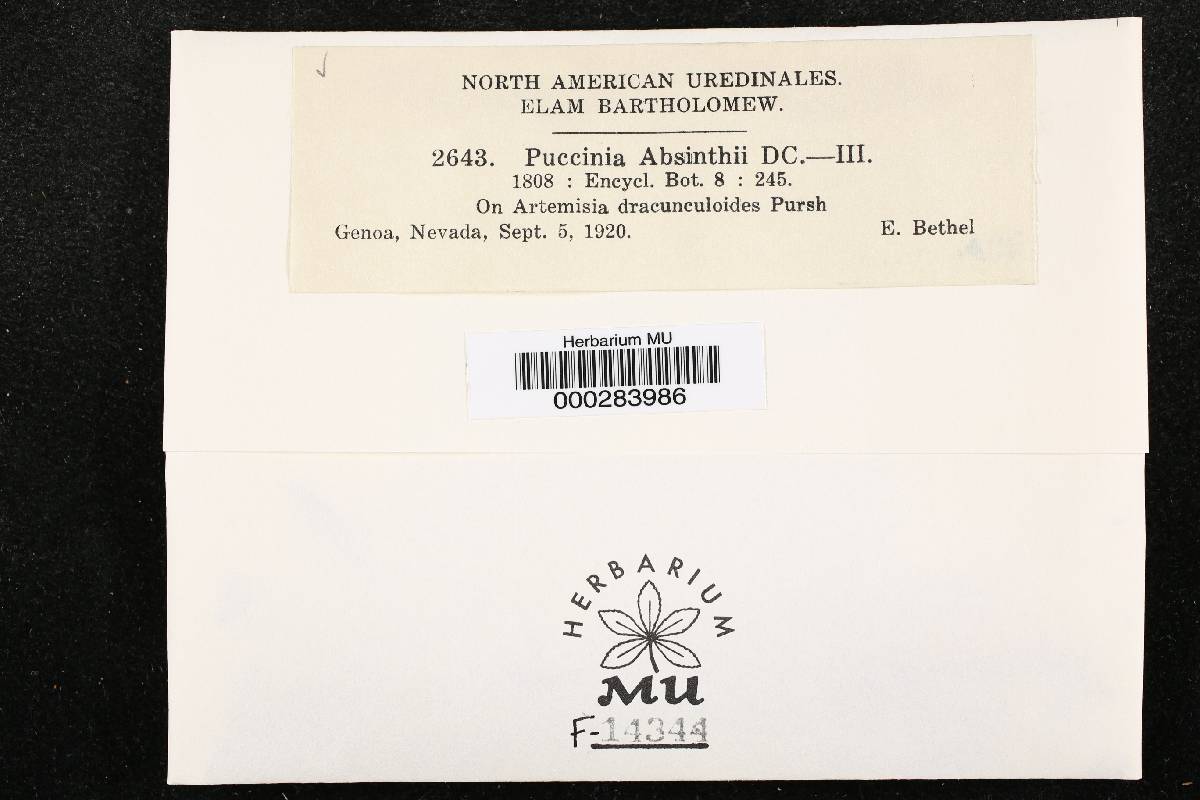 NORTH AMERICAN UREDINALES.
ELAM BARTHOLOMEW.
2643. Puccinia Absinthii DC.—III.
1808 : Encycl. Bot. 8 : 245.
On Artemisia dracunculoides Pursh
Genoa, Nevada, Sept. 5, 1920. E. Bethel
Herbarium MU
000283986
HERBARIUM
MU
F-14344